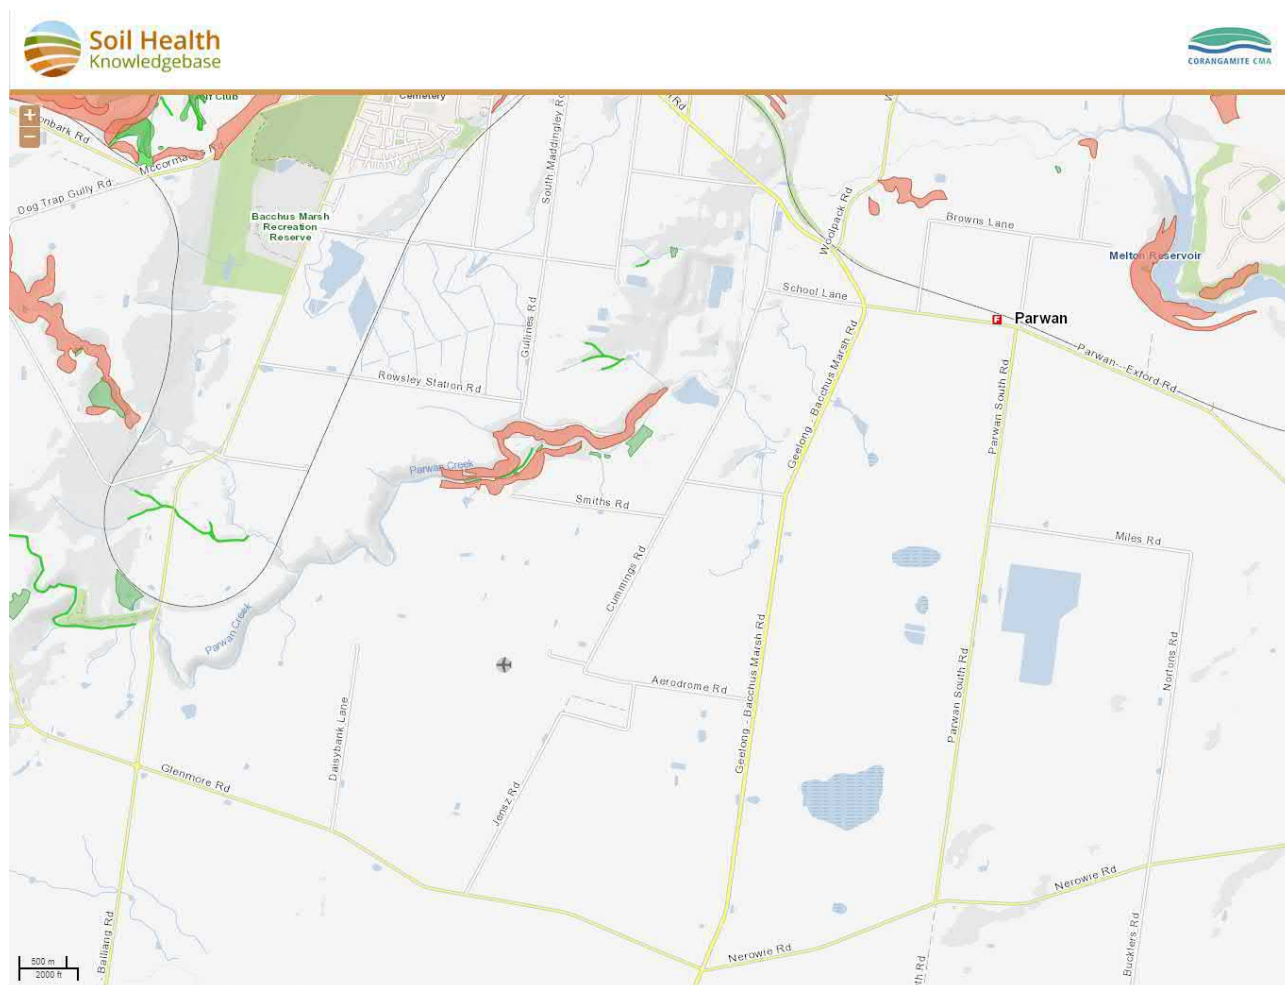 Soil Health
Knowledgebase
CORANGAMITE CMA
+
−
Cemetery
Mccormacks Rd
Dog Trap Gully Rd
South Maddingley Rd
Bacchus Marsh
Recreation
Reserve
Woolpack Rd
Browns Lane
Melton Reservoir
School Lane
F
Parwan
Parwan---Exford Rd
Gullines Rd
Rowsley Station Rd
Geelong - Bacchus Marsh Rd
Parwan South Rd
Parwan Creek
Smiths Rd
Miles Rd
Cummings Rd
Parwan Creek
Nortons Rd
Aerodrome Rd
Geelong - Bacchus Marsh Rd
Parwan South Rd
Daisybank Lane
Glenmore Rd
Jensz Rd
Nerowie Rd
Nerowie Rd
- Balliang Rd
Bucklers Rd
500 m
2000 ft